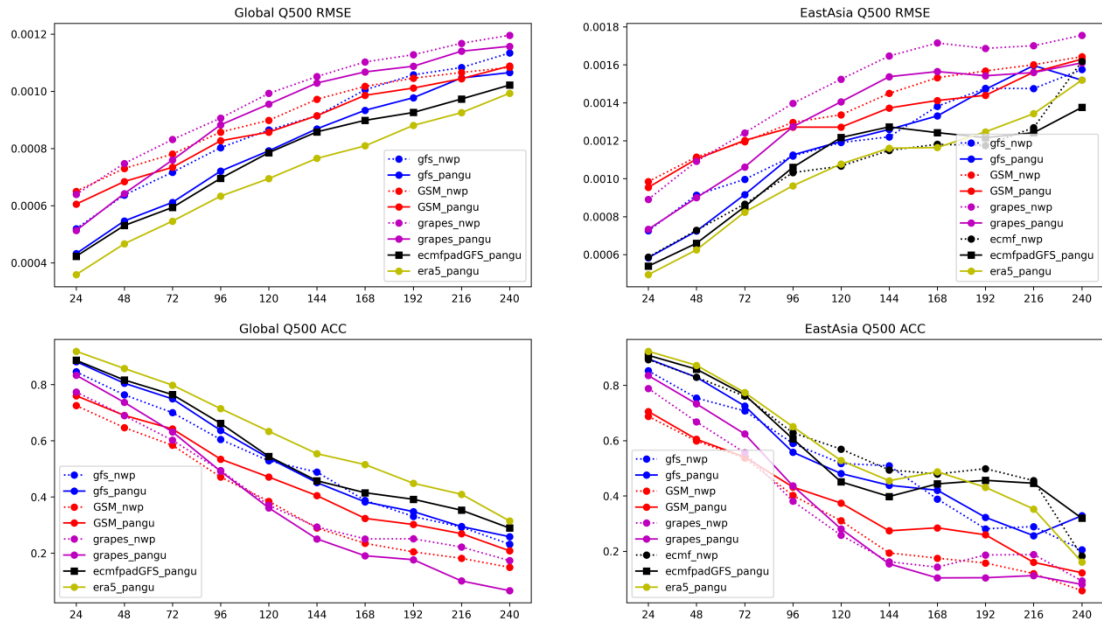 Global Q500 RMSE
0.0012
0.0010
0.0008
0.0006
0.0004
gfs_nwp
gfs_pangu
GSM_nwp
GSM_pangu
grapes_nwp
grapes_pangu
ecmfpadGFS_pangu
era5_pangu
24 48 72 96 120 144 168 192 216 240
EastAsia Q500 RMSE
0.0018
0.0016
0.0014
0.0012
0.0010
0.0008
0.0006
gfs_nwp
gfs_pangu
GSM_nwp
GSM_pangu
grapes_nwp
grapes_pangu
ecmf_nwp
ecmfpadGFS_pangu
era5_pangu
24 48 72 96 120 144 168 192 216 240
Global Q500 ACC
0.8
0.6
0.4
0.2
gfs_nwp
gfs_pangu
GSM_nwp
GSM_pangu
grapes_nwp
grapes_pangu
ecmfpadGFS_pangu
era5_pangu
24 48 72 96 120 144 168 192 216 240
EastAsia Q500 ACC
0.8
0.6
0.4
0.2
gfs_nwp
gfs_pangu
GSM_nwp
GSM_pangu
grapes_nwp
grapes_pangu
ecmf_nwp
ecmfpadGFS_pangu
era5_pangu
24 48 72 96 120 144 168 192 216 240